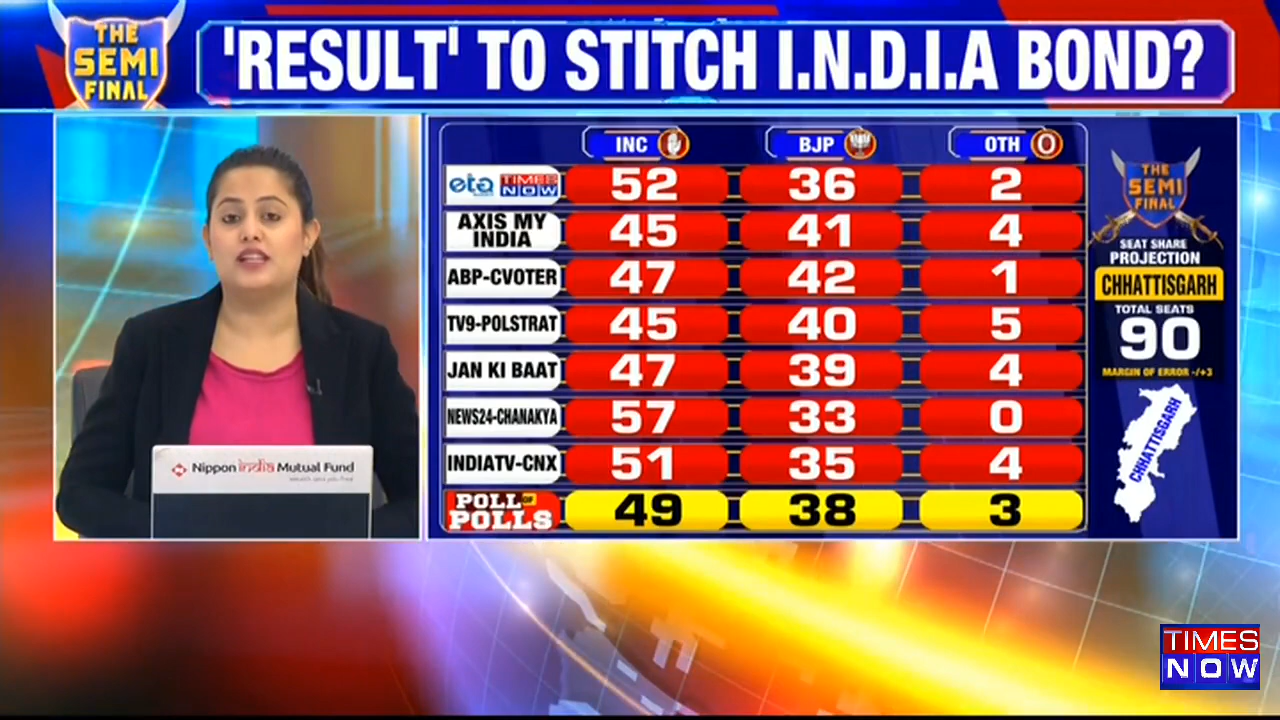 THE
SEMI
FINAL
'RESULT' TO STITCH I.N.D.I.A BOND?
INC BJP OTH
eta TIMES NOW 52 36 2
AXIS MY INDIA 45 41 4
ABP-CVOTER 47 42 1
TV9-POLSTRAT 45 40 5
JAN KI BAAT 47 39 4
NEWS24-CHANAKYA 57 33 0
INDIATV-CNX 51 35 4
POLL OF POLLS 49 38 3
THE
SEMI
FINAL
SEAT SHARE
PROJECTION
CHHATTISGARH
TOTAL SEATS
90
MARGIN OF ERROR -/+3
CHHATTISGARH
Nippon india Mutual Fund
TIMES
NOW